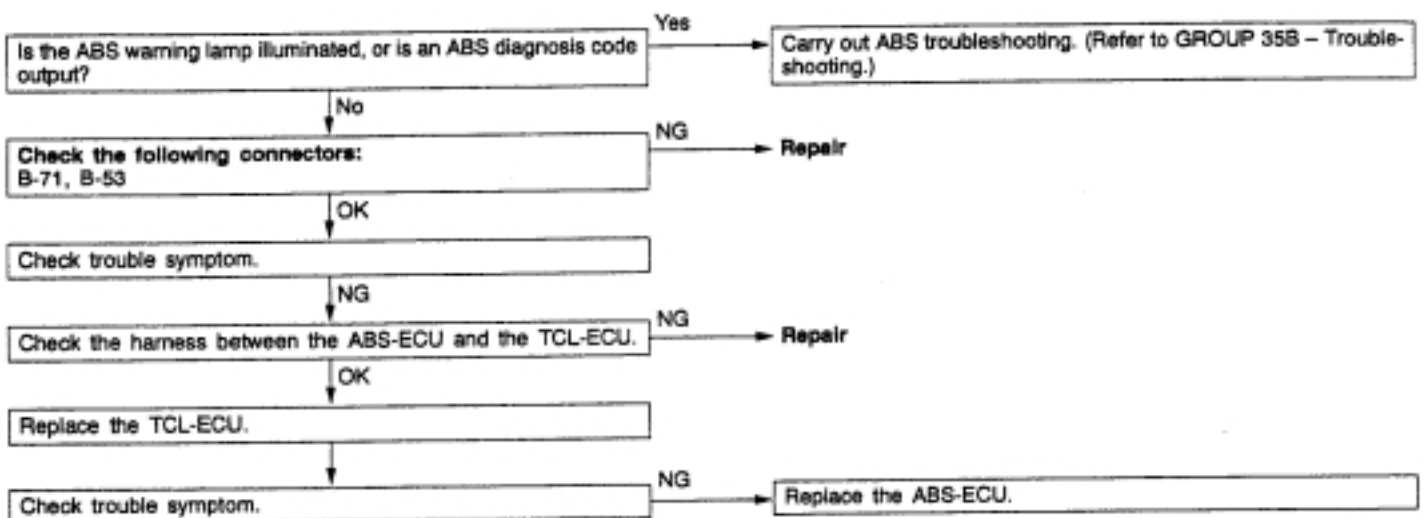 Yes
Is the ABS warning lamp illuminated, or is an ABS diagnosis code
output?
Carry out ABS troubleshooting. (Refer to GROUP 35B – Trouble-
shooting.)
No
Check the following connectors:
B-71, B-53
NG
Repair
OK
Check trouble symptom.
NG
Check the harness between the ABS-ECU and the TCL-ECU.
NG
Repair
OK
Replace the TCL-ECU.
Check trouble symptom.
NG
Replace the ABS-ECU.